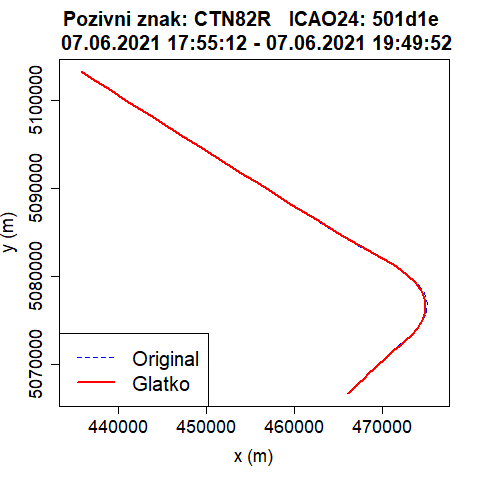 Pozivni znak: CTN82R   ICAO24: 501d1e
07.06.2021 17:55:12 - 07.06.2021 19:49:52
5100000
5090000
5080000
5070000
y (m)
Original
Glatko
440000 450000 460000 470000
x (m)